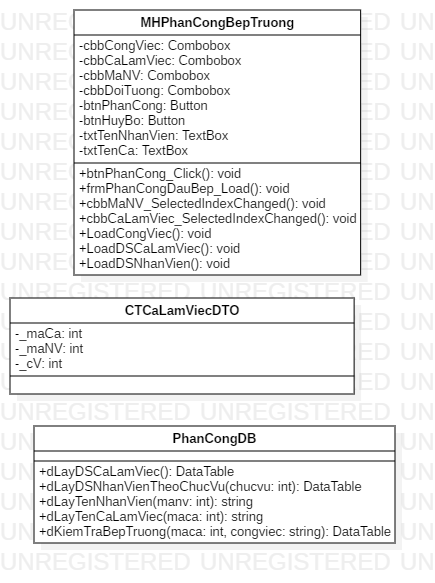 MHPhanCongBepTruong
-cbbCongViec: Combobox
-cbbCaLamViec: Combobox
-cbbMaNV: Combobox
-cbbDoiTuong: Combobox
-btnPhanCong: Button
-btnHuyBo: Button
-txtTenNhanVien: TextBox
-txtTenCa: TextBox
+btnPhanCong_Click(): void
+frmPhanCongDauBep_Load(): void
+cbbMaNV_SelectedIndexChanged(): void
+cbbCaLamViec_SelectedIndexChanged(): void
+LoadCongViec(): void
+LoadDSCaLamViec(): void
+LoadDSNhanVien(): void
CTCaLamViecDTO
-_maCa: int
-_maNV: int
-_cV: int
UNREGISTERED UNREGISTERED UN
PhanCongDB
+dLayDSCaLamViec(): DataTable
+dLayDSNhanVienTheoChucVu(chucvu: int): DataTable
+dLayTenNhanVien(manv: int): string
+dLayTenCaLamViec(maca: int): string
+dKiemTraBepTruong(maca: int, congviec: string): DataTable